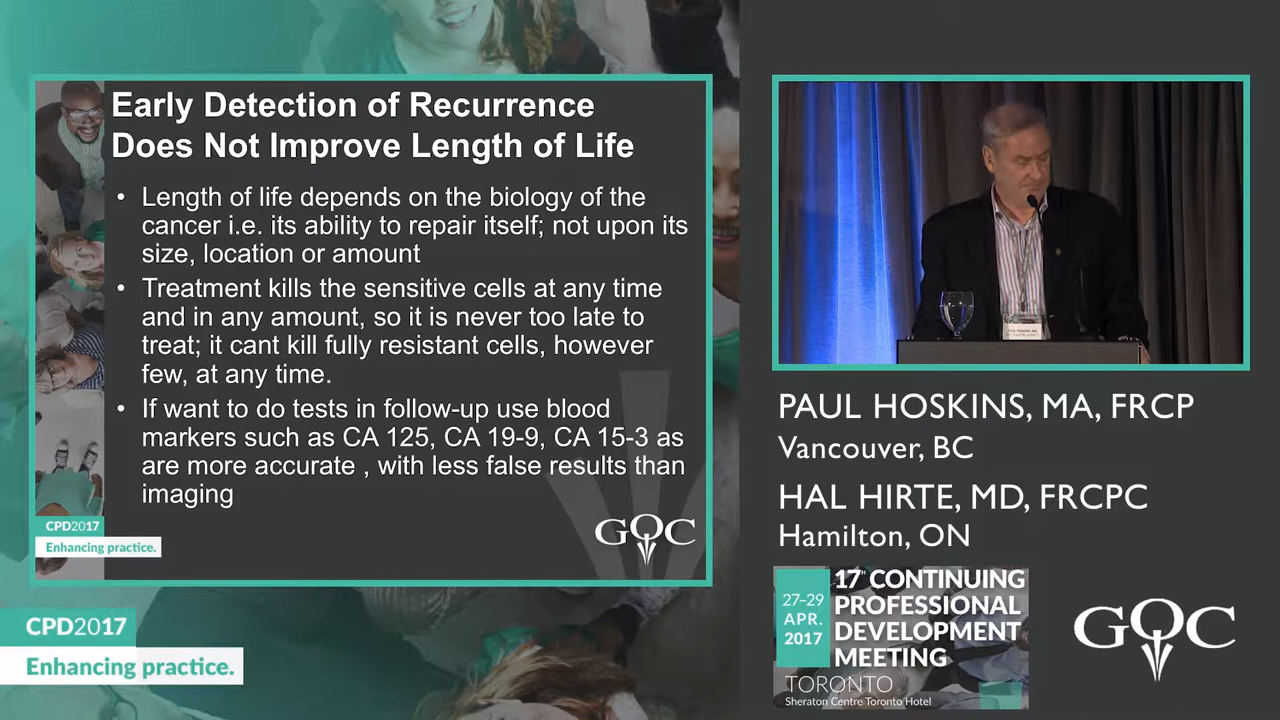 Early Detection of Recurrence
Does Not Improve Length of Life
• Length of life depends on the biology of the
cancer i.e. its ability to repair itself; not upon its
size, location or amount
• Treatment kills the sensitive cells at any time
and in any amount, so it is never too late to
treat; it cant kill fully resistant cells, however
few, at any time.
• If want to do tests in follow-up use blood
markers such as CA 125, CA 19-9, CA 15-3 as
are more accurate , with less false results than
imaging
CPD2017
Enhancing practice.
GOC
CPD2017
Enhancing practice.
PAUL HOSKINS, MA, FRCP
Vancouver, BC
HAL HIRTE, MD, FRCPC
Hamilton, ON
27–29
APR.
2017
17 CONTINUING
PROFESSIONAL
DEVELOPMENT
MEETING
TORONTO
Sheraton Centre Toronto Hotel
GOC